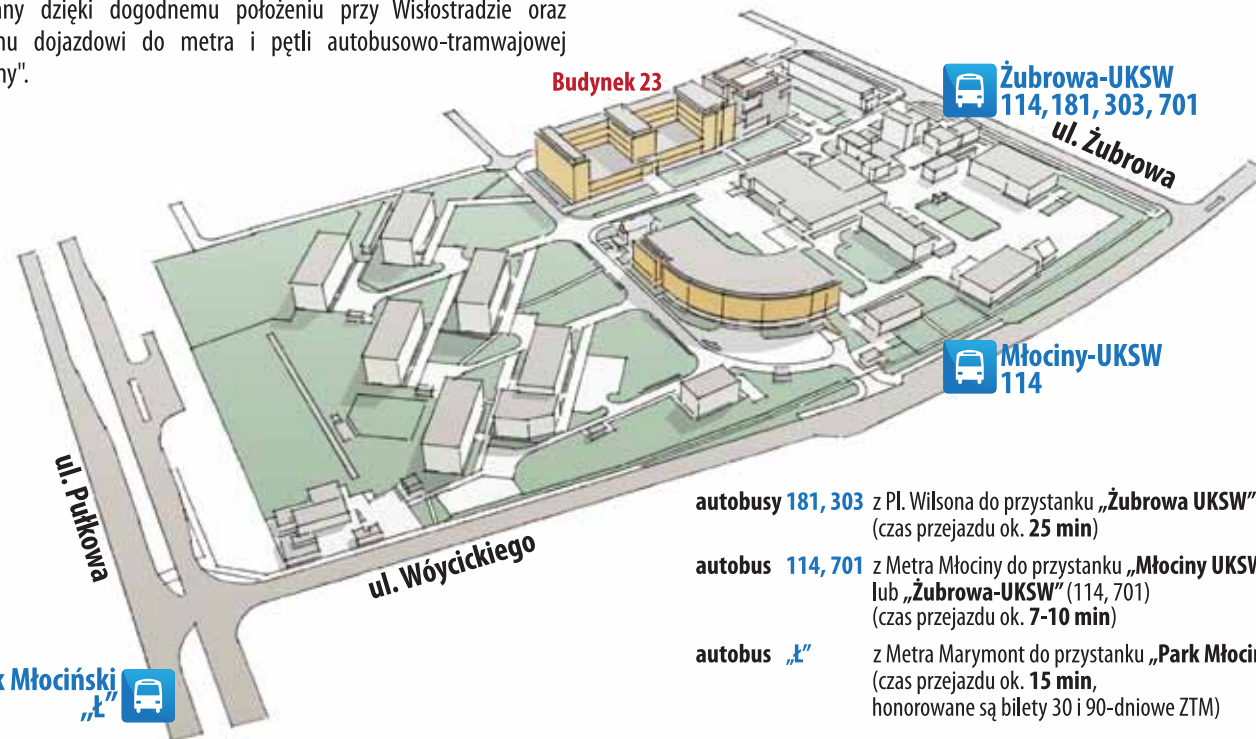 any dzięki dogodnemu położeniu przy Wisłostradzie oraz
mu dojazdowi do metra i pętli autobusowo-tramwajowej
ny".
Budynek 23
Żubrowa-UKSW
114, 181, 303, 701
ul. Żubrowa
Młociny-UKSW
114
ul. Pułkowa
ul. Wóycickiego
k Młociński
„Ł”
autobusy 181, 303 z Pl. Wilsona do przystanku „Żubrowa UKSW”
(czas przejazdu ok. 25 min)
autobus 114, 701 z Metra Młociny do przystanku „Młociny UKSW
lub „Żubrowa-UKSW” (114, 701)
(czas przejazdu ok. 7-10 min)
autobus „Ł” z Metra Marymont do przystanku „Park Młociń
(czas przejazdu ok. 15 min,
honorowane są bilety 30 i 90-dniowe ZTM)